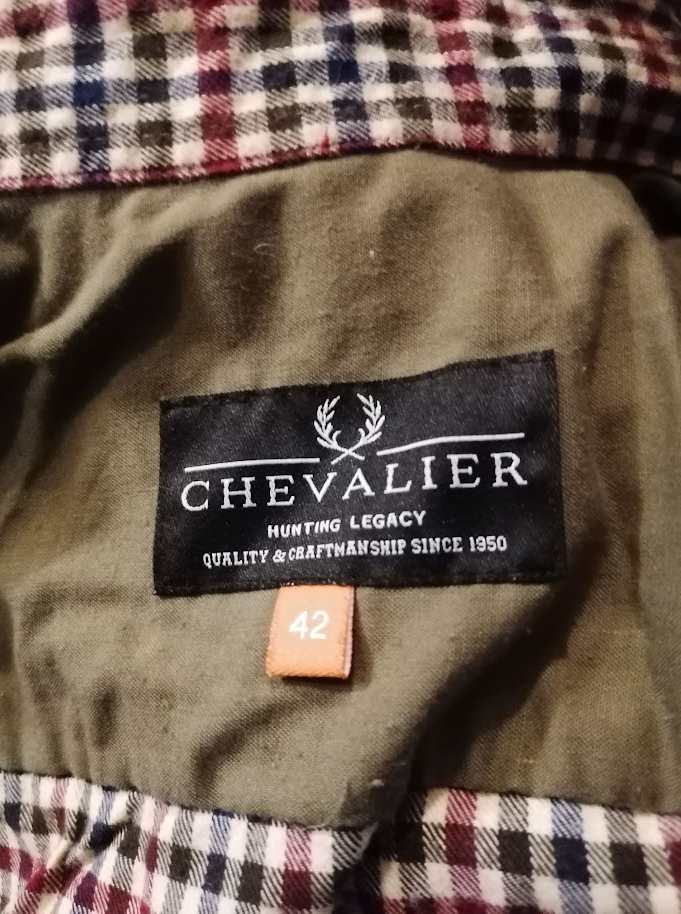 CHEVALIER
HUNTING LEGACY
QUALITY & CRAFTMANSHIP SINCE 1950
42